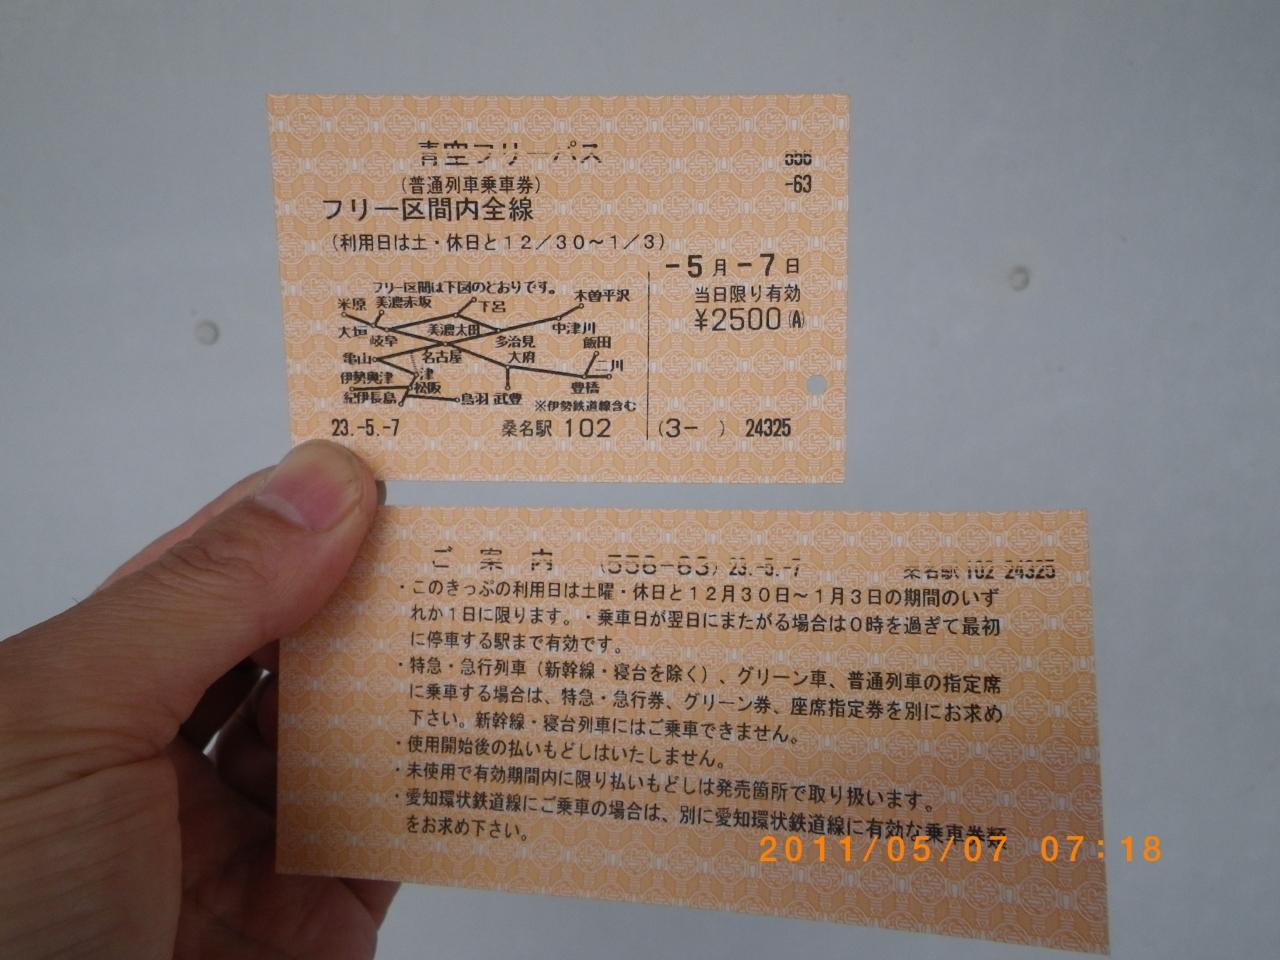 青空フリーパス
556
-63
（普通列車乗車券）
フリー区間内全線
（利用日は土・休日と12／30～1／3）
-5月-7日
当日限り有効
¥2500(A)
フリー区間は下図のとおりです。
米原 美濃赤坂 下呂 木曽平沢
大垣 岐阜 美濃太田 多治見 中津川
亀山 名古屋 大府 飯田
伊勢奥津 津 松阪 豊橋 二川
紀伊長島 鳥羽 武豊
※伊勢鉄道線含む
23.-5.-7 桑名駅 102 (3- ) 24325
ご案内 (556-63) 23.-5.-7 桑名駅 102 24325
・このきっぷの利用日は土曜・休日と12月30日～1月3日の期間のいず
れか1日に限ります。・乗車日が翌日にまたがる場合は0時を過ぎて最初
に停車する駅まで有効です。
・特急・急行列車（新幹線・寝台を除く）、グリーン車、普通列車の指定席
に乗車する場合は、特急・急行券、グリーン券、座席指定券を別にお求め
下さい。新幹線・寝台列車にはご乗車できません。
・使用開始後の払いもどしはいたしません。
・未使用で有効期間内に限り払いもどしは発売箇所で取り扱います。
・愛知環状鉄道線にご乗車の場合は、別に愛知環状鉄道線に有効な乗車券類
をお求め下さい。
2011/05/07 07:18